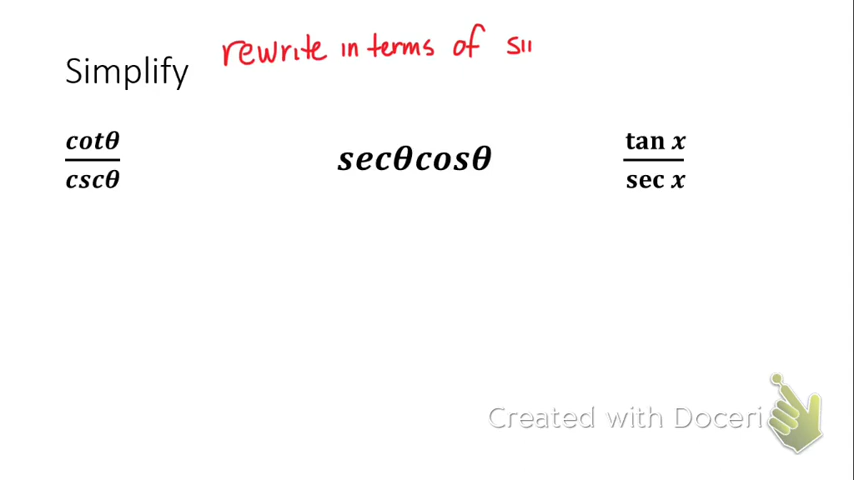 Simplify rewrite in terms of
cotθ
cscθ
secθcosθ
tan x
sec x
Created with Doceri